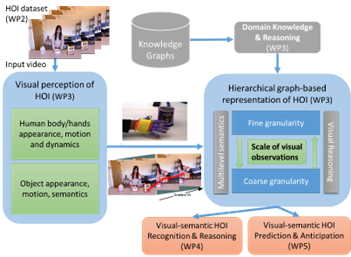 HOI dataset
(WP2)
Input video
Knowledge
Graphs
Domain Knowledge
& Reasoning
(WP3)
Visual perception of
HOI (WP3)
Human body/hands
appearance, motion
and dynamics
Object appearance,
motion, semantics
Hierarchical graph-based
representation of HOI (WP3)
Multilevel semantics
Fine granularity
Scale of visual
observations
Coarse granularity
Visual Reasoning
Visual-semantic HOI
Recognition & Reasoning
(WP4)
Visual-semantic HOI
Prediction & Anticipation
(WP5)